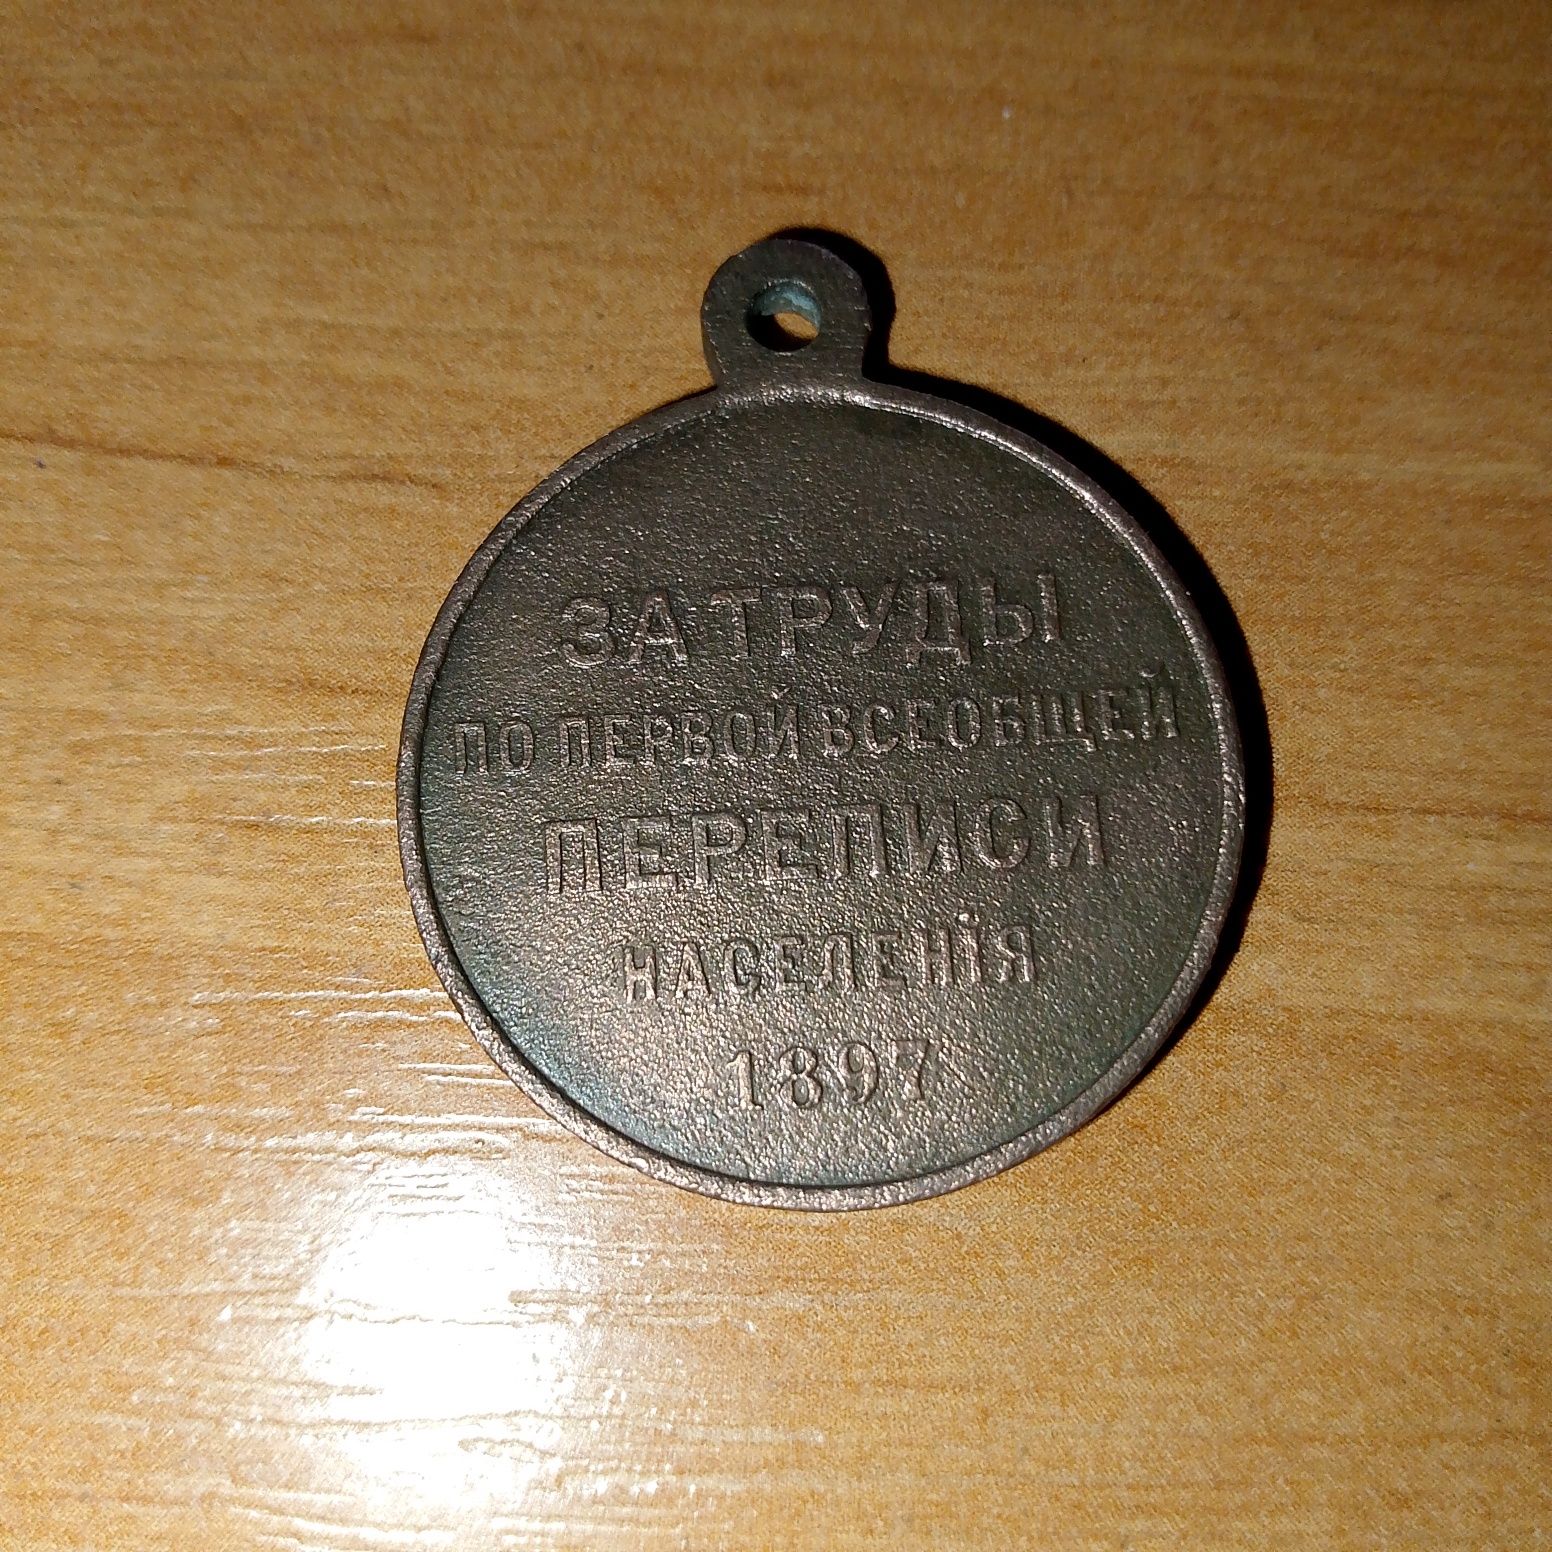 ЗА ТРУДЫ
ПО ПЕРВОЙ ВСЕОБЩЕЙ
ПЕРЕПИСИ
НАСЕЛЕНІЯ
1897